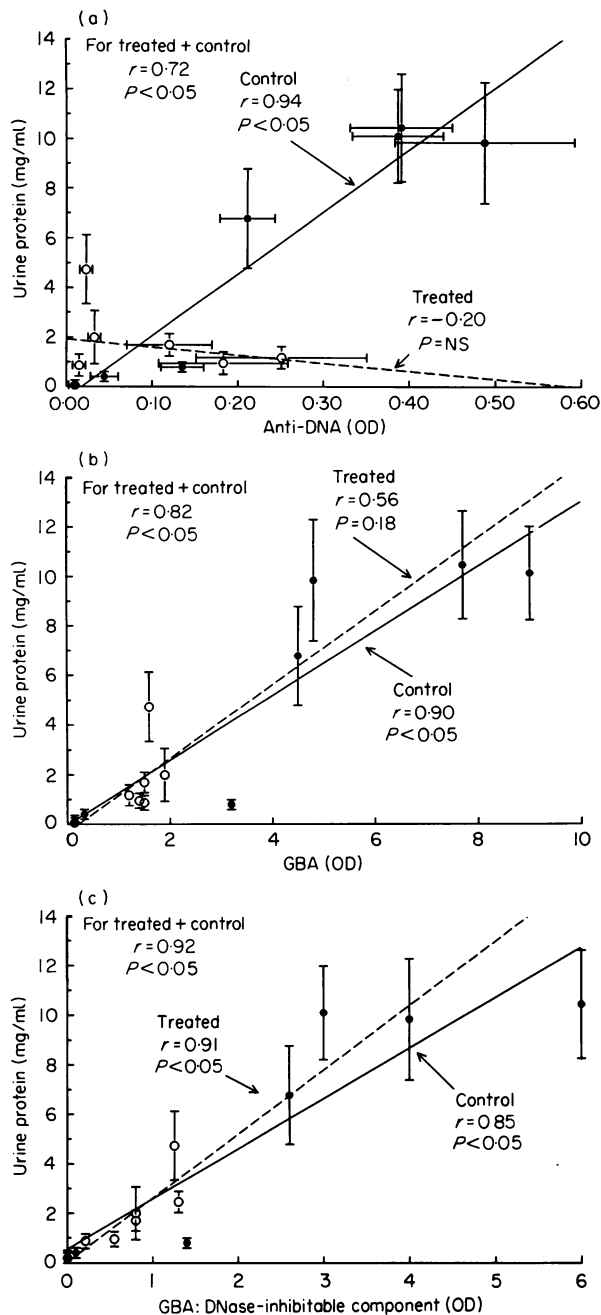 (a)
14
12
10
8
6
4
2
0
Urine protein (mg/ml)
For treated + control
r=0·72
P<0·05
Control
r=0·94
P<0·05
Treated
r=−0·20
P=NS
0·00 0·10 0·20 0·30 0·40 0·50 0·60
Anti-DNA (OD)
(b)
14
12
10
8
6
4
2
0
Urine protein (mg/ml)
For treated + control
r=0·82
P<0·05
Treated
r=0·56
P=0·18
Control
r=0·90
P<0·05
0 2 4 6 8 10
GBA (OD)
(c)
14
12
10
8
6
4
2
0
Urine protein (mg/ml)
For treated + control
r=0·92
P<0·05
Treated
r=0·91
P<0·05
Control
r=0·85
P<0·05
0 1 2 3 4 5 6
GBA: DNase-inhibitable component (OD)